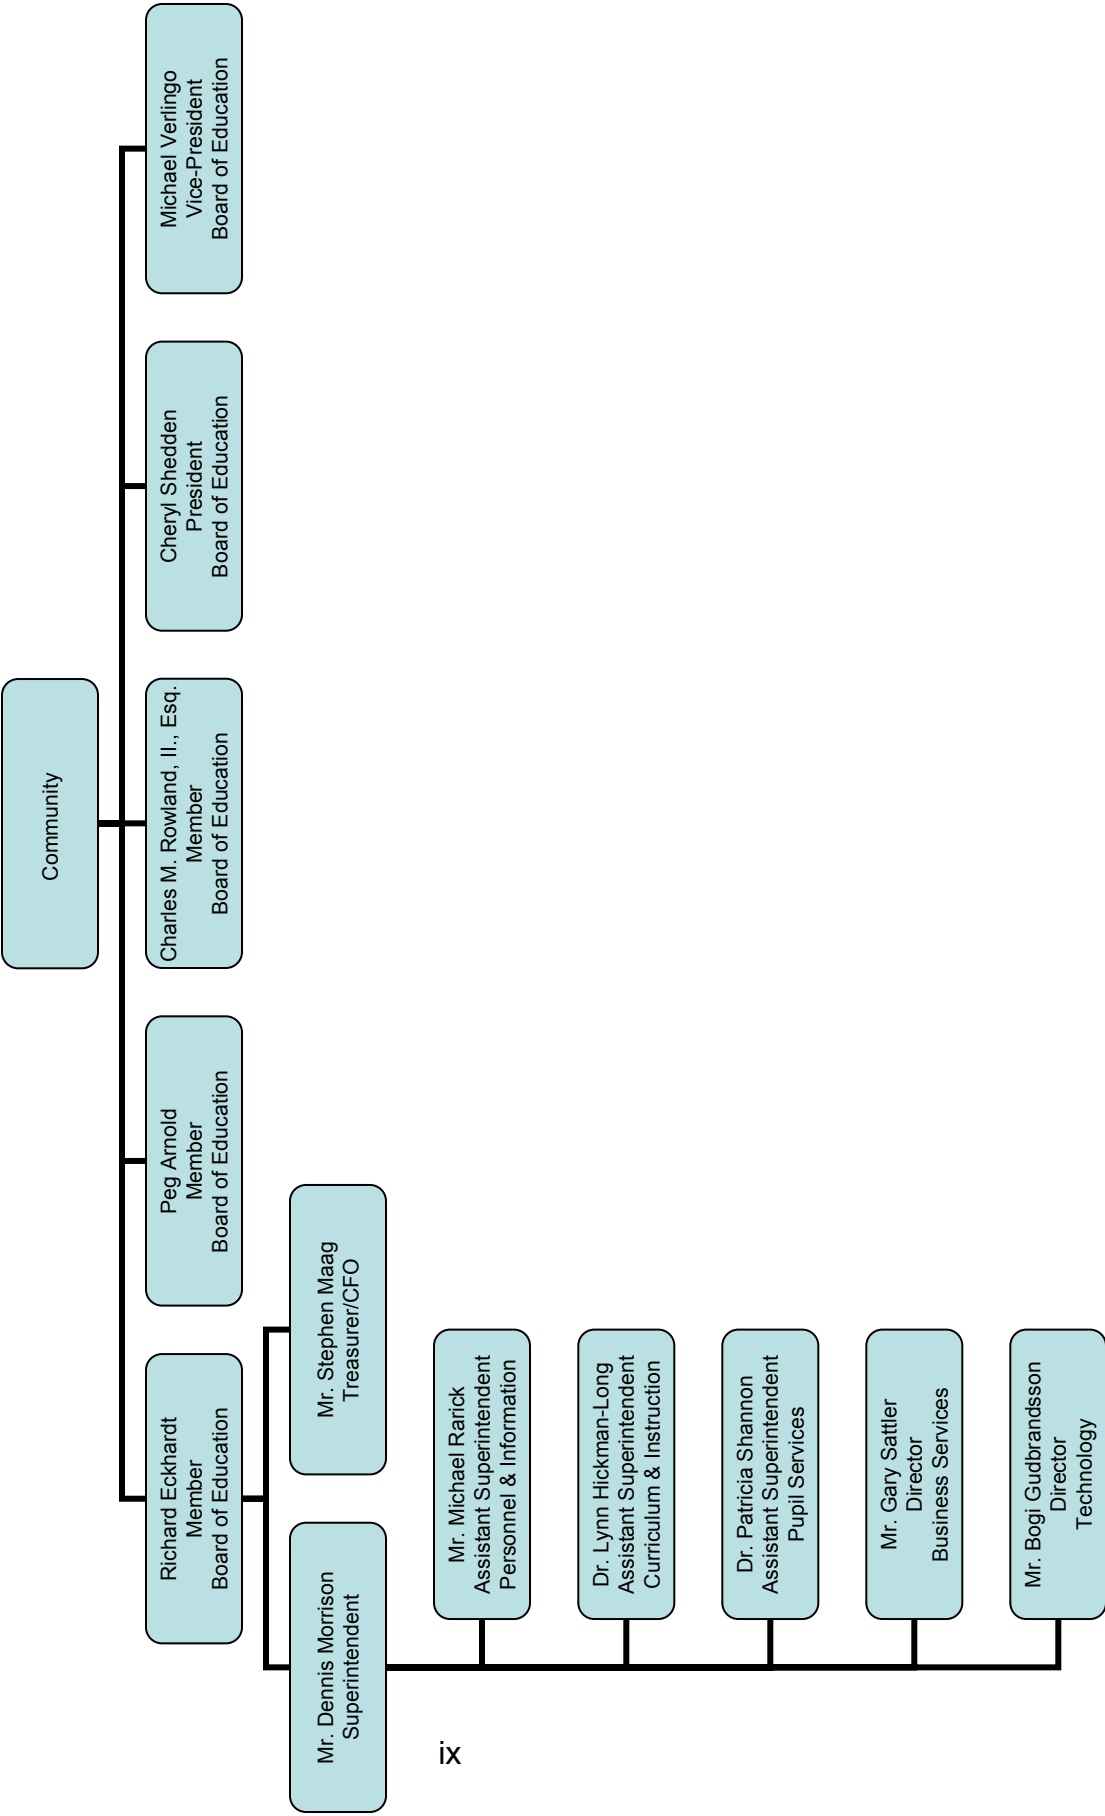 Community
Richard Eckhardt
Member
Board of Education
Peg Arnold
Member
Board of Education
Charles M. Rowland, II., Esq.
Member
Board of Education
Cheryl Shedden
President
Board of Education
Michael Verlingo
Vice-President
Board of Education
Mr. Dennis Morrison
Superintendent
Mr. Stephen Maag
Treasurer/CFO
Mr. Michael Rarick
Assistant Superintendent
Personnel & Information
Dr. Lynn Hickman-Long
Assistant Superintendent
Curriculum & Instruction
Dr. Patricia Shannon
Assistant Superintendent
Pupil Services
Mr. Gary Sattler
Director
Business Services
Mr. Bogi Gudbrandsson
Director
Technology
ix